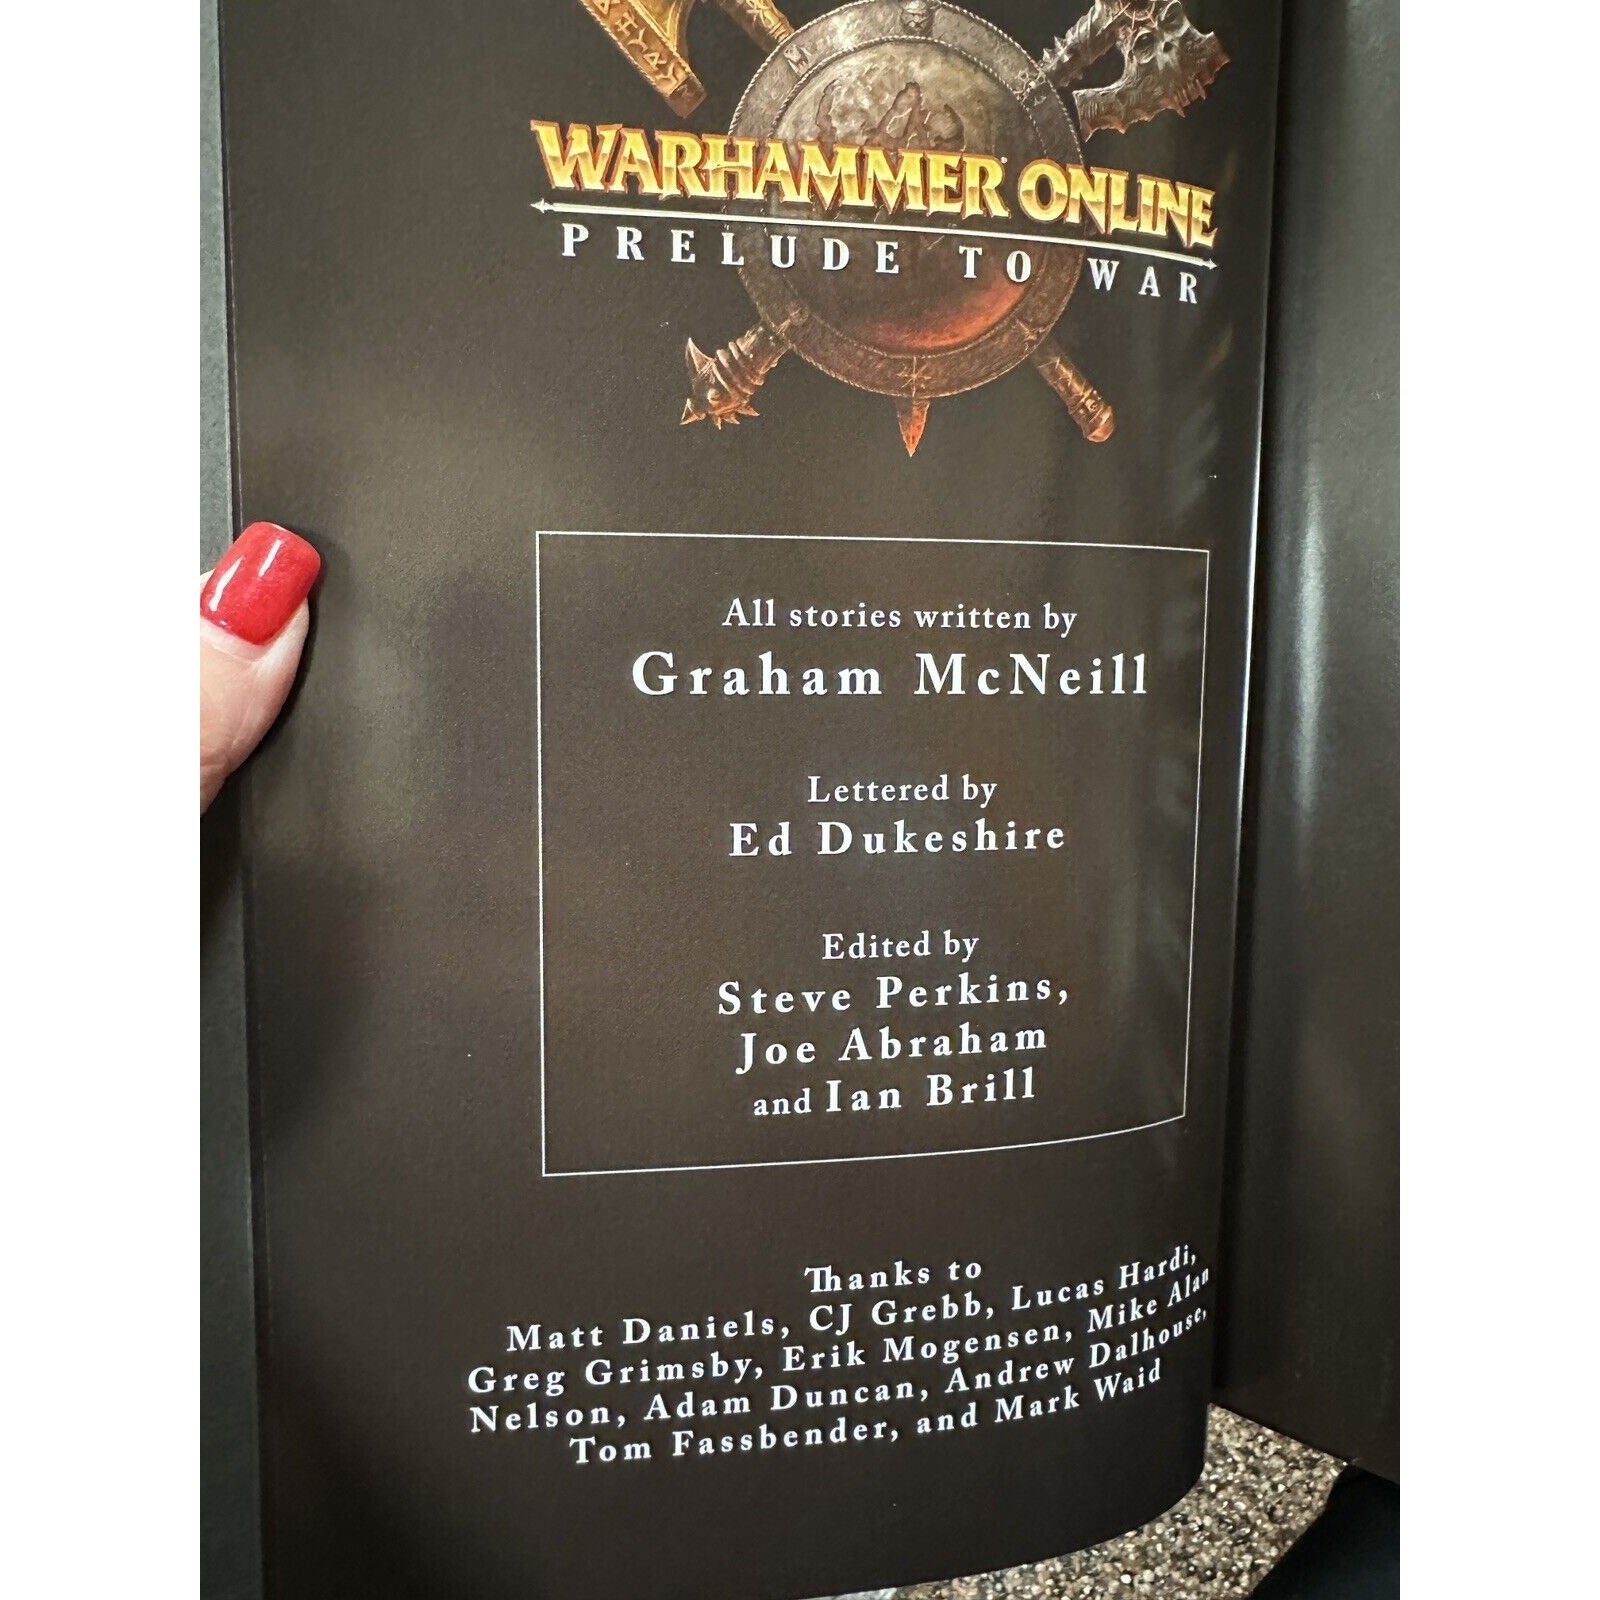 WARHAMMER ONLINE
PRELUDE TO WAR
All stories written by
Graham McNeill
Lettered by
Ed Dukeshire
Edited by
Steve Perkins,
Joe Abraham
and Ian Brill
Thanks to
Matt Daniels, CJ Grebb, Lucas Hardi,
Greg Grimsby, Erik Mogensen, Mike Alan
Nelson, Adam Duncan, Andrew Dalhouse,
Tom Fassbender, and Mark Waid